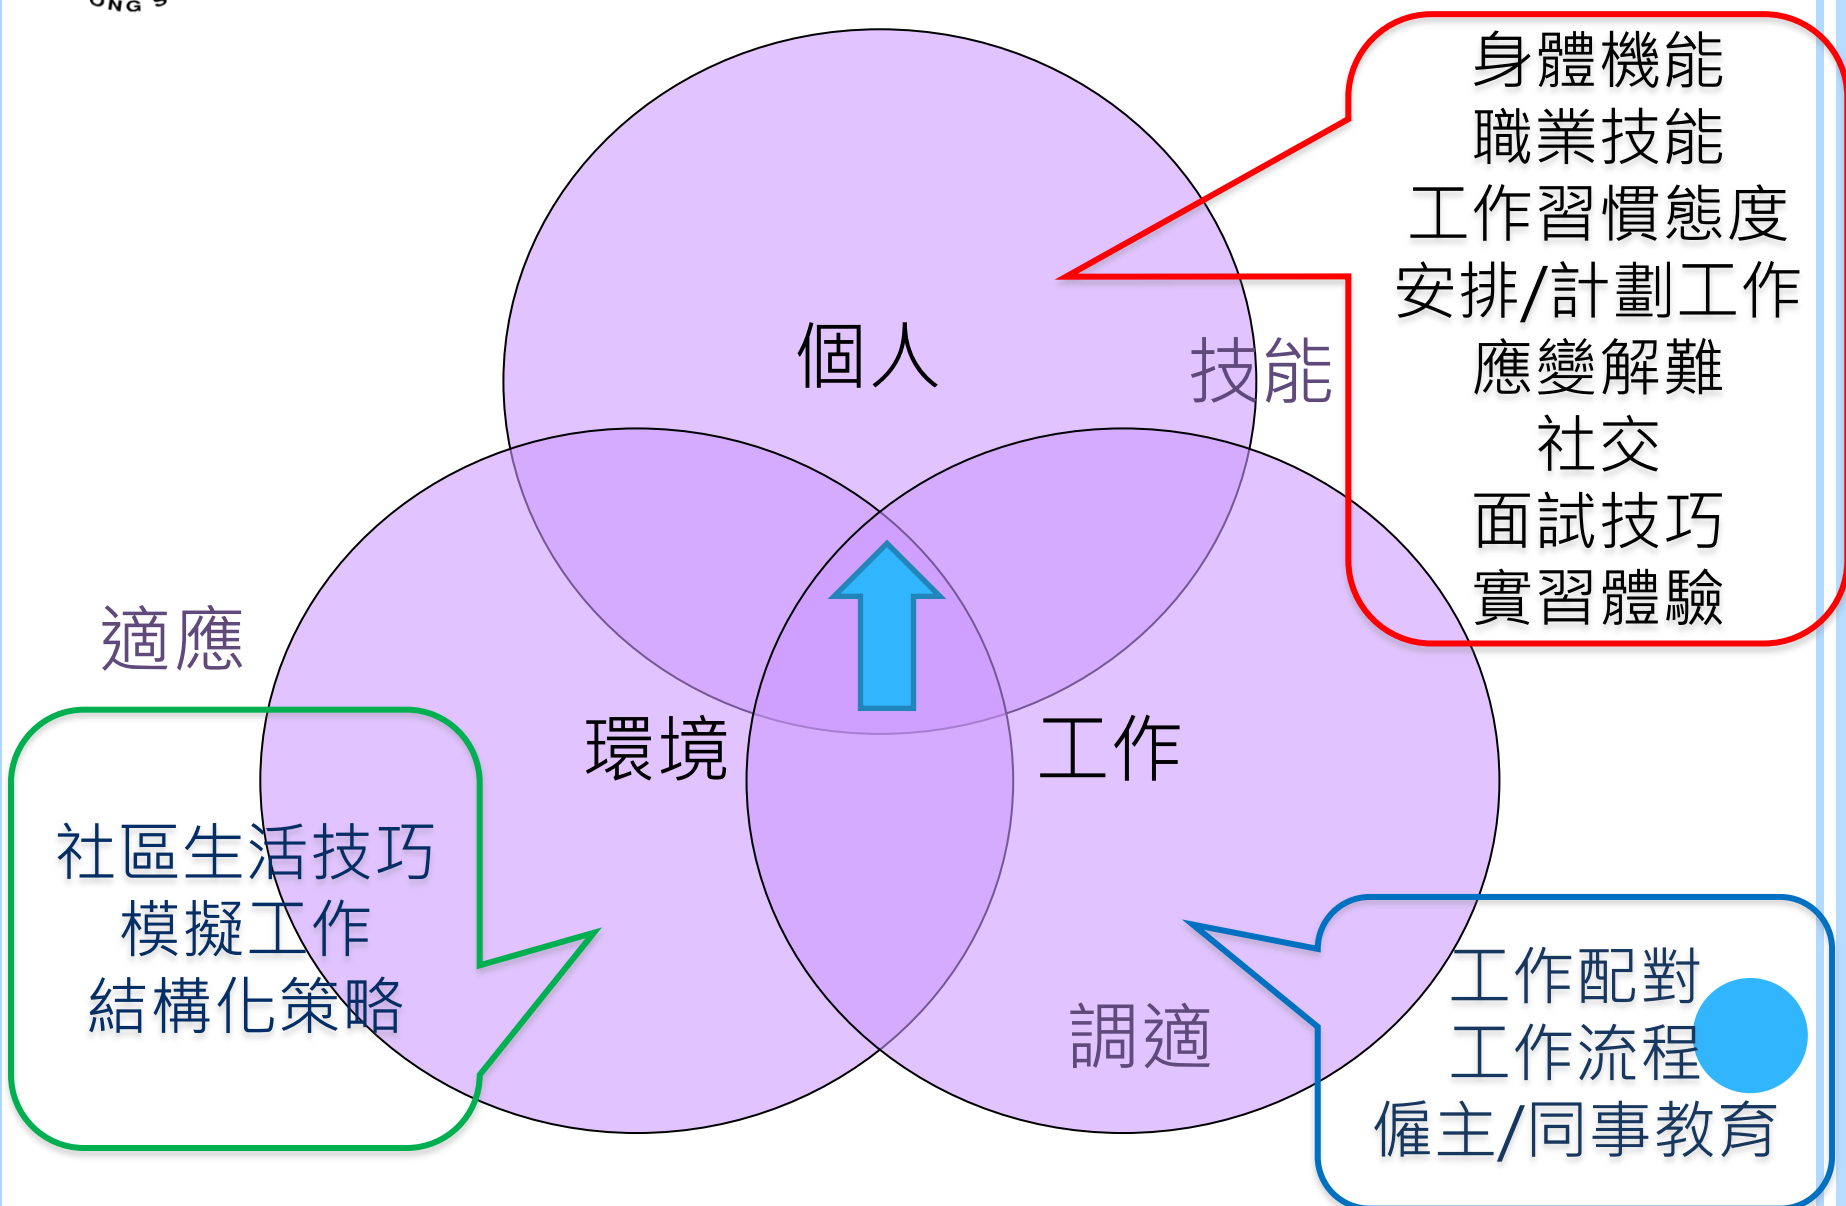 ONG S
身體機能
職業技能
工作習慣態度
安排/計劃工作
應變解難
社交
面試技巧
實習體驗
個人
技能
適應
環境
工作
社區生活技巧
模擬工作
結構化策略
調適
工作配對
工作流程
僱主/同事教育